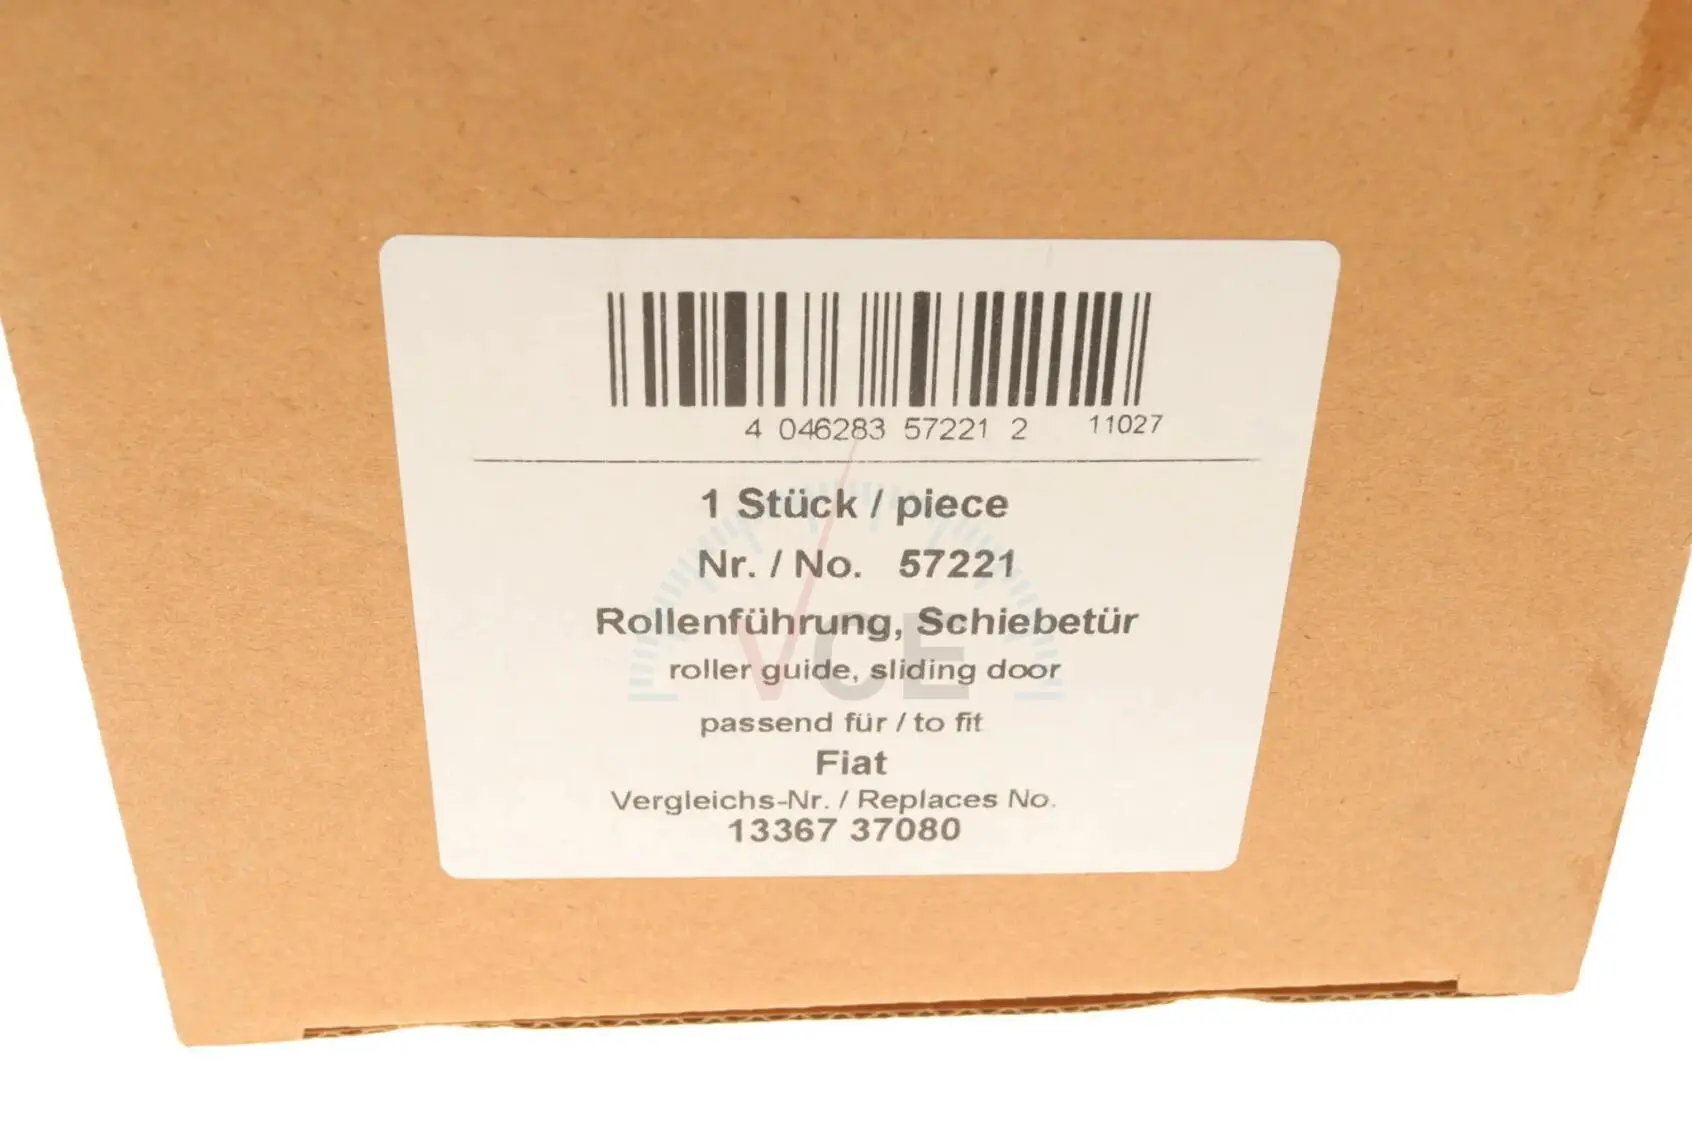 4 046283 57221 2 11027
1 Stück / piece
Nr. / No. 57221
Rollenführung, Schiebetür
VCE
roller guide, sliding door
passend für / to fit
Fiat
Vergleichs-Nr. / Replaces No.
13367 37080